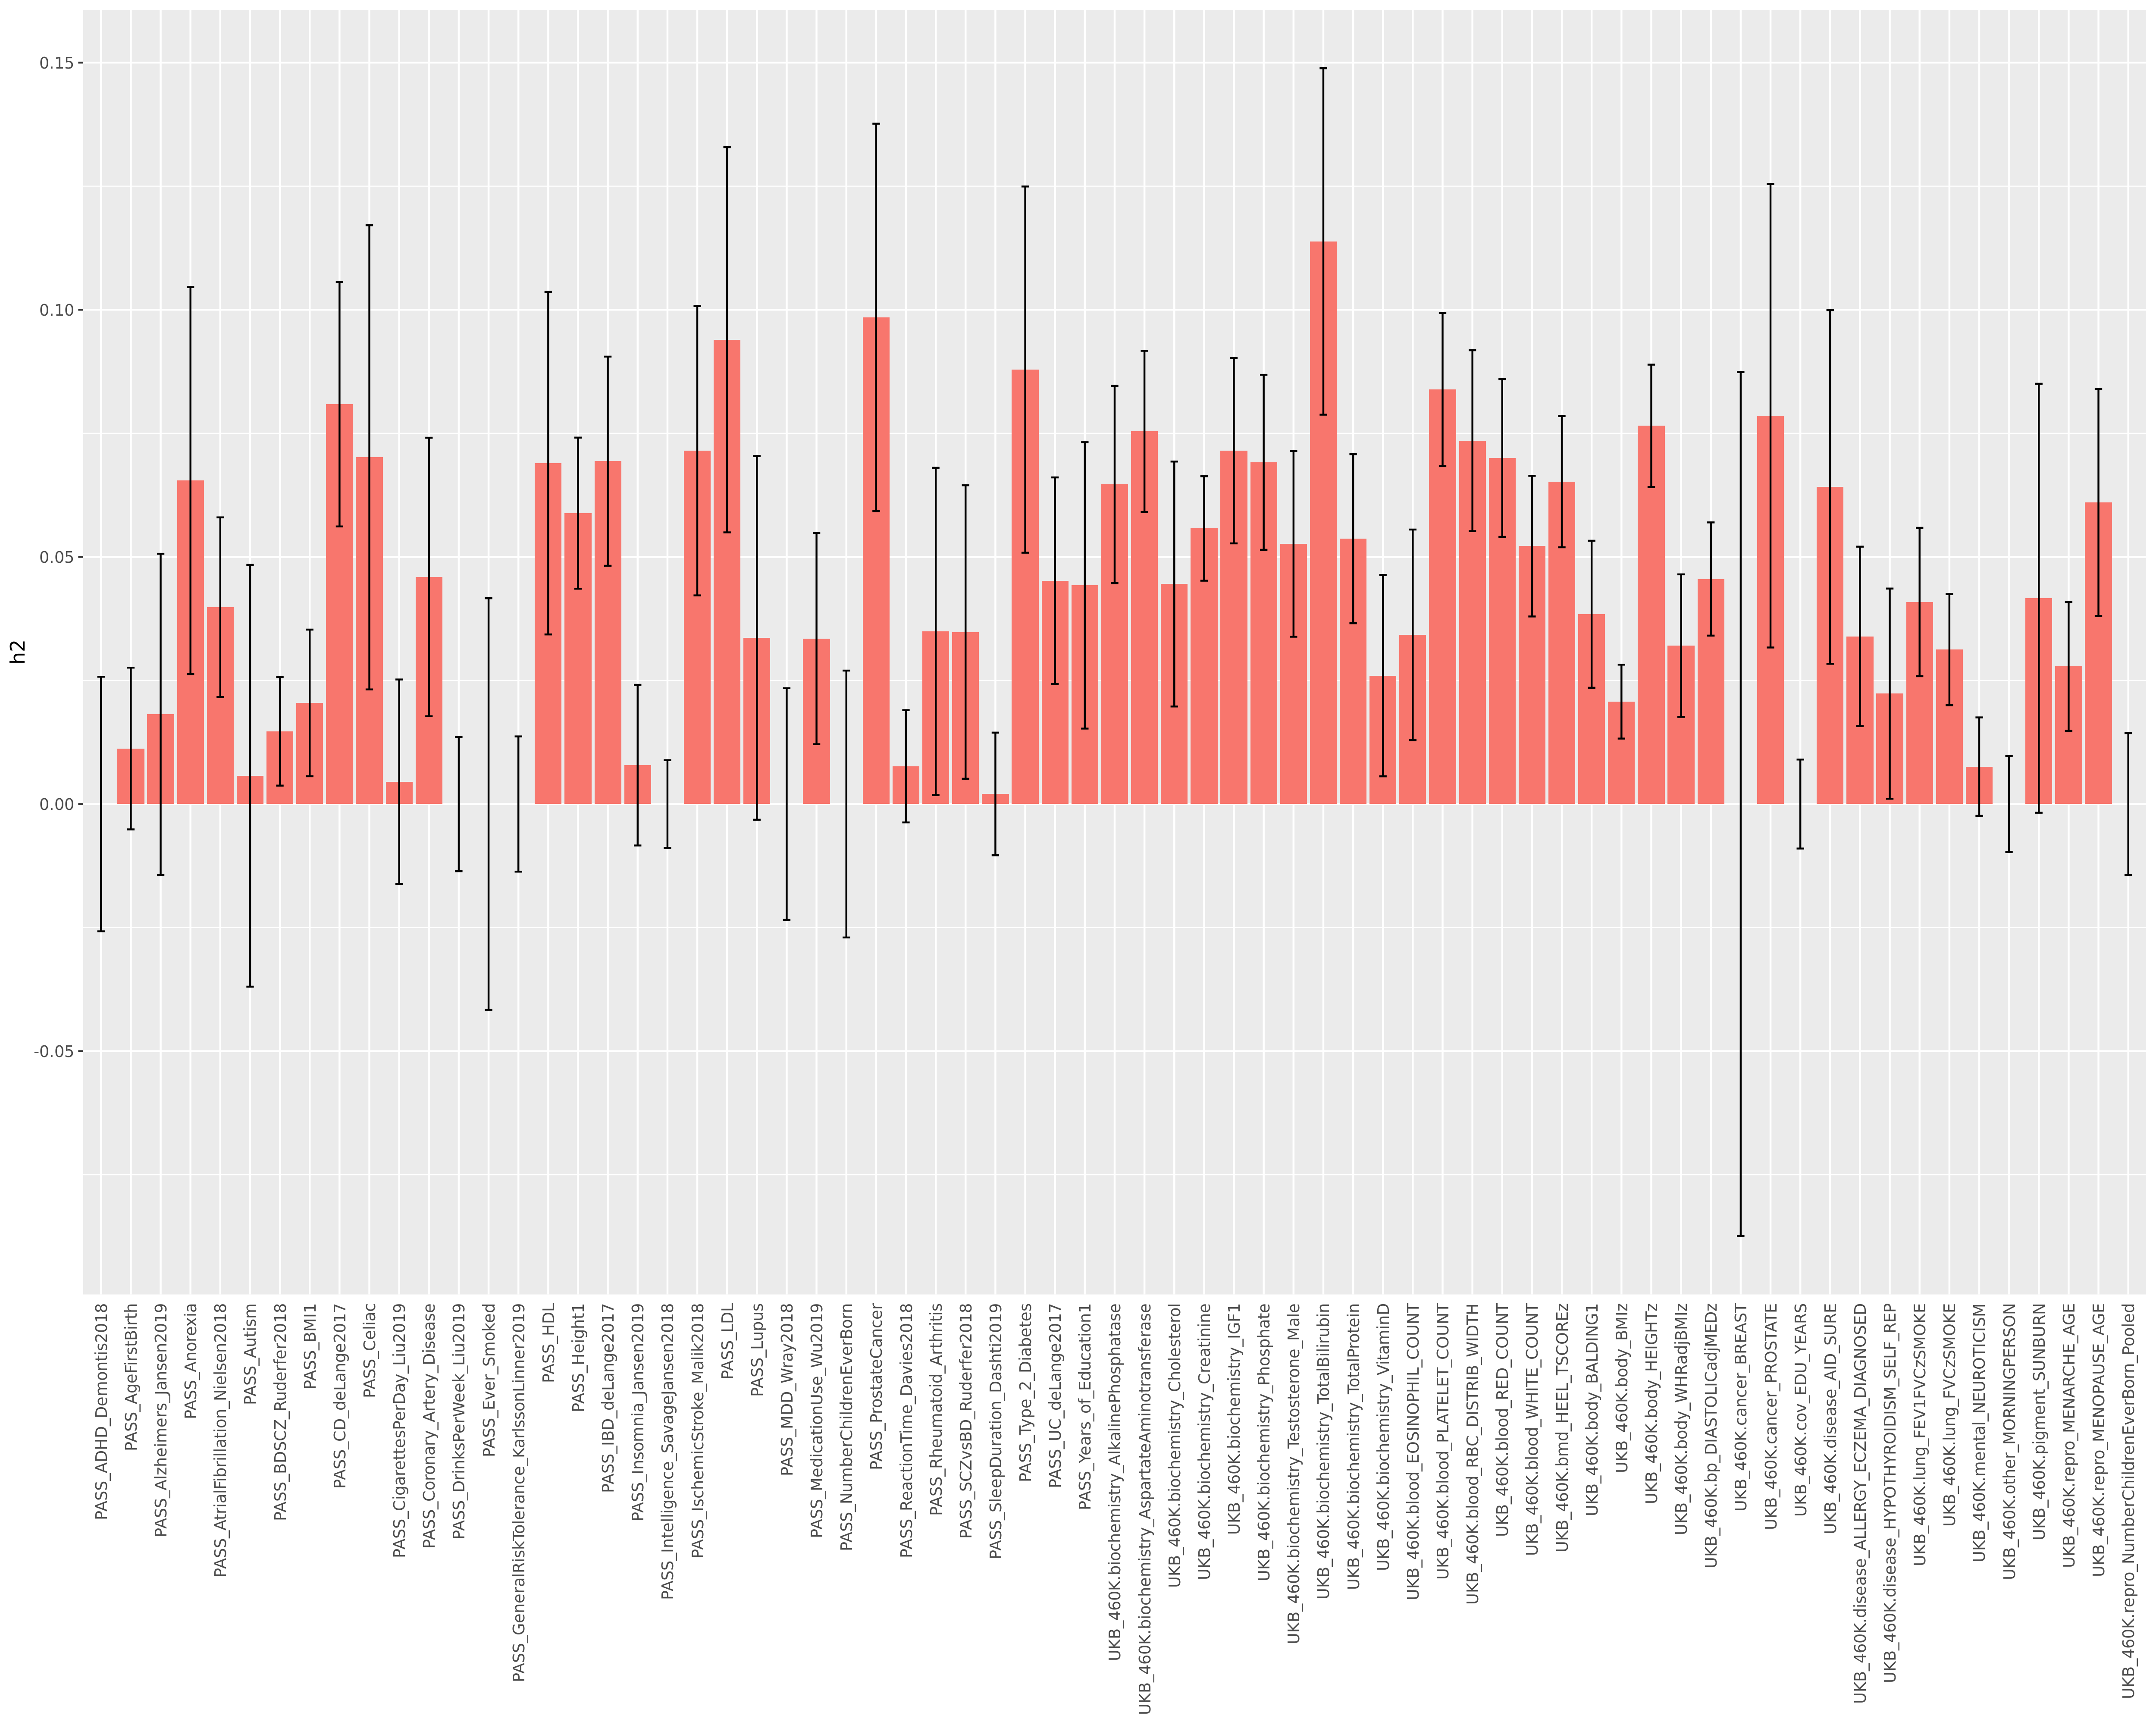 h2
0.15
0.10
0.05
0.00
-0.05
PASS_ADHD_Demontis2018
PASS_AgeFirstBirth
PASS_Alzheimers_Jansen2019
PASS_Anorexia
PASS_AtrialFibrillation_Nielsen2018
PASS_Autism
PASS_BDSCZ_Ruderfer2018
PASS_BMI1
PASS_CD_deLange2017
PASS_Celiac
PASS_CigarettesPerDay_Liu2019
PASS_Coronary_Artery_Disease
PASS_DrinksPerWeek_Liu2019
PASS_Ever_Smoked
PASS_GeneralRiskTolerance_KarlssonLinner2019
PASS_HDL
PASS_Height1
PASS_IBD_deLange2017
PASS_Insomnia_Jansen2019
PASS_Intelligence_SavageJansen2018
PASS_IschemicStroke_Malik2018
PASS_LDL
PASS_Lupus
PASS_MDD_Wray2018
PASS_MedicationUse_Wu2019
PASS_NumberChildrenEverBorn
PASS_ProstateCancer
PASS_ReactionTime_Davies2018
PASS_Rheumatoid_Arthritis
PASS_SCZvsBD_Ruderfer2018
PASS_SleepDuration_Dashti2019
PASS_Type_2_Diabetes
PASS_UC_deLange2017
PASS_Years_of_Education1
UKB_460K.biochemistry_AlkalinePhosphatase
UKB_460K.biochemistry_AspartateAminotransferase
UKB_460K.biochemistry_Cholesterol
UKB_460K.biochemistry_Creatinine
UKB_460K.biochemistry_IGF1
UKB_460K.biochemistry_Phosphate
UKB_460K.biochemistry_Testosterone_Male
UKB_460K.biochemistry_TotalBilirubin
UKB_460K.biochemistry_TotalProtein
UKB_460K.biochemistry_VitaminD
UKB_460K.blood_EOSINOPHIL_COUNT
UKB_460K.blood_PLATELET_COUNT
UKB_460K.blood_RBC_DISTRIB_WIDTH
UKB_460K.blood_RED_COUNT
UKB_460K.blood_WHITE_COUNT
UKB_460K.bmd_HEEL_TSCOREz
UKB_460K.body_BALDING1
UKB_460K.body_BMIz
UKB_460K.body_HEIGHTz
UKB_460K.body_WHRadjBMIz
UKB_460K.bp_DIASTOLICadjMEDz
UKB_460K.cancer_BREAST
UKB_460K.cancer_PROSTATE
UKB_460K.cov_EDU_YEARS
UKB_460K.disease_AID_SURE
UKB_460K.disease_ALLERGY_ECZEMA_DIAGNOSED
UKB_460K.disease_HYPOTHYROIDISM_SELF_REP
UKB_460K.lung_FEV1FVCzSMOKE
UKB_460K.lung_FVCzSMOKE
UKB_460K.mental_NEUROTICISM
UKB_460K.other_MORNINGPERSON
UKB_460K.pigment_SUNBURN
UKB_460K.repro_MENARCHE_AGE
UKB_460K.repro_MENOPAUSE_AGE
UKB_460K.repro_NumberChildrenEverBorn_Pooled